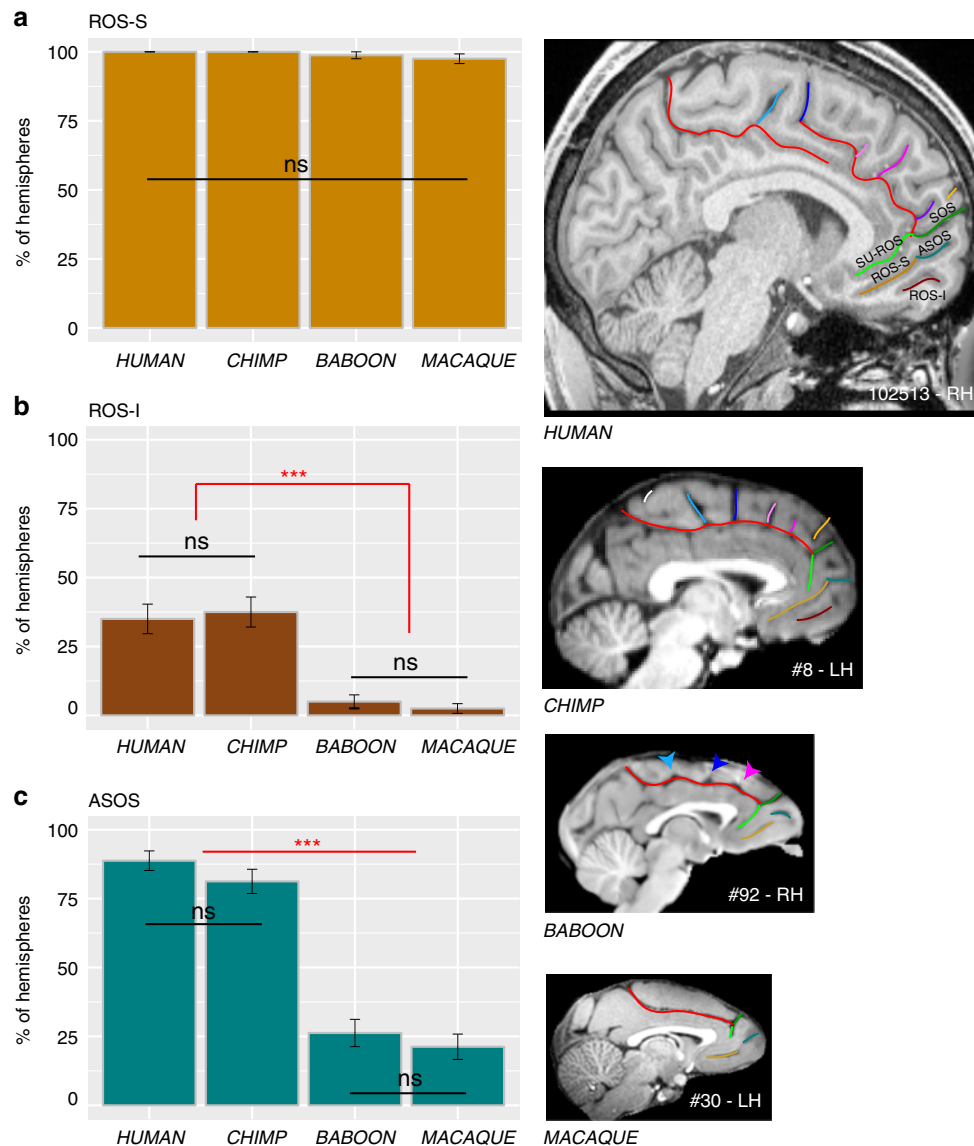 a
ROS-S
100
75
50
25
0
% of hemispheres
ns
HUMAN CHIMP BABOON MACAQUE
SOS
SU-ROS
ASOS
ROS-S
ROS-I
102513 - RH
HUMAN
b
ROS-I
100
75
50
25
0
% of hemispheres
***
ns
ns
HUMAN CHIMP BABOON MACAQUE
#8 - LH
CHIMP
c
ASOS
100
75
50
25
0
% of hemispheres
***
ns
ns
HUMAN CHIMP BABOON MACAQUE
#92 - RH
BABOON
#30 - LH
MACAQUE